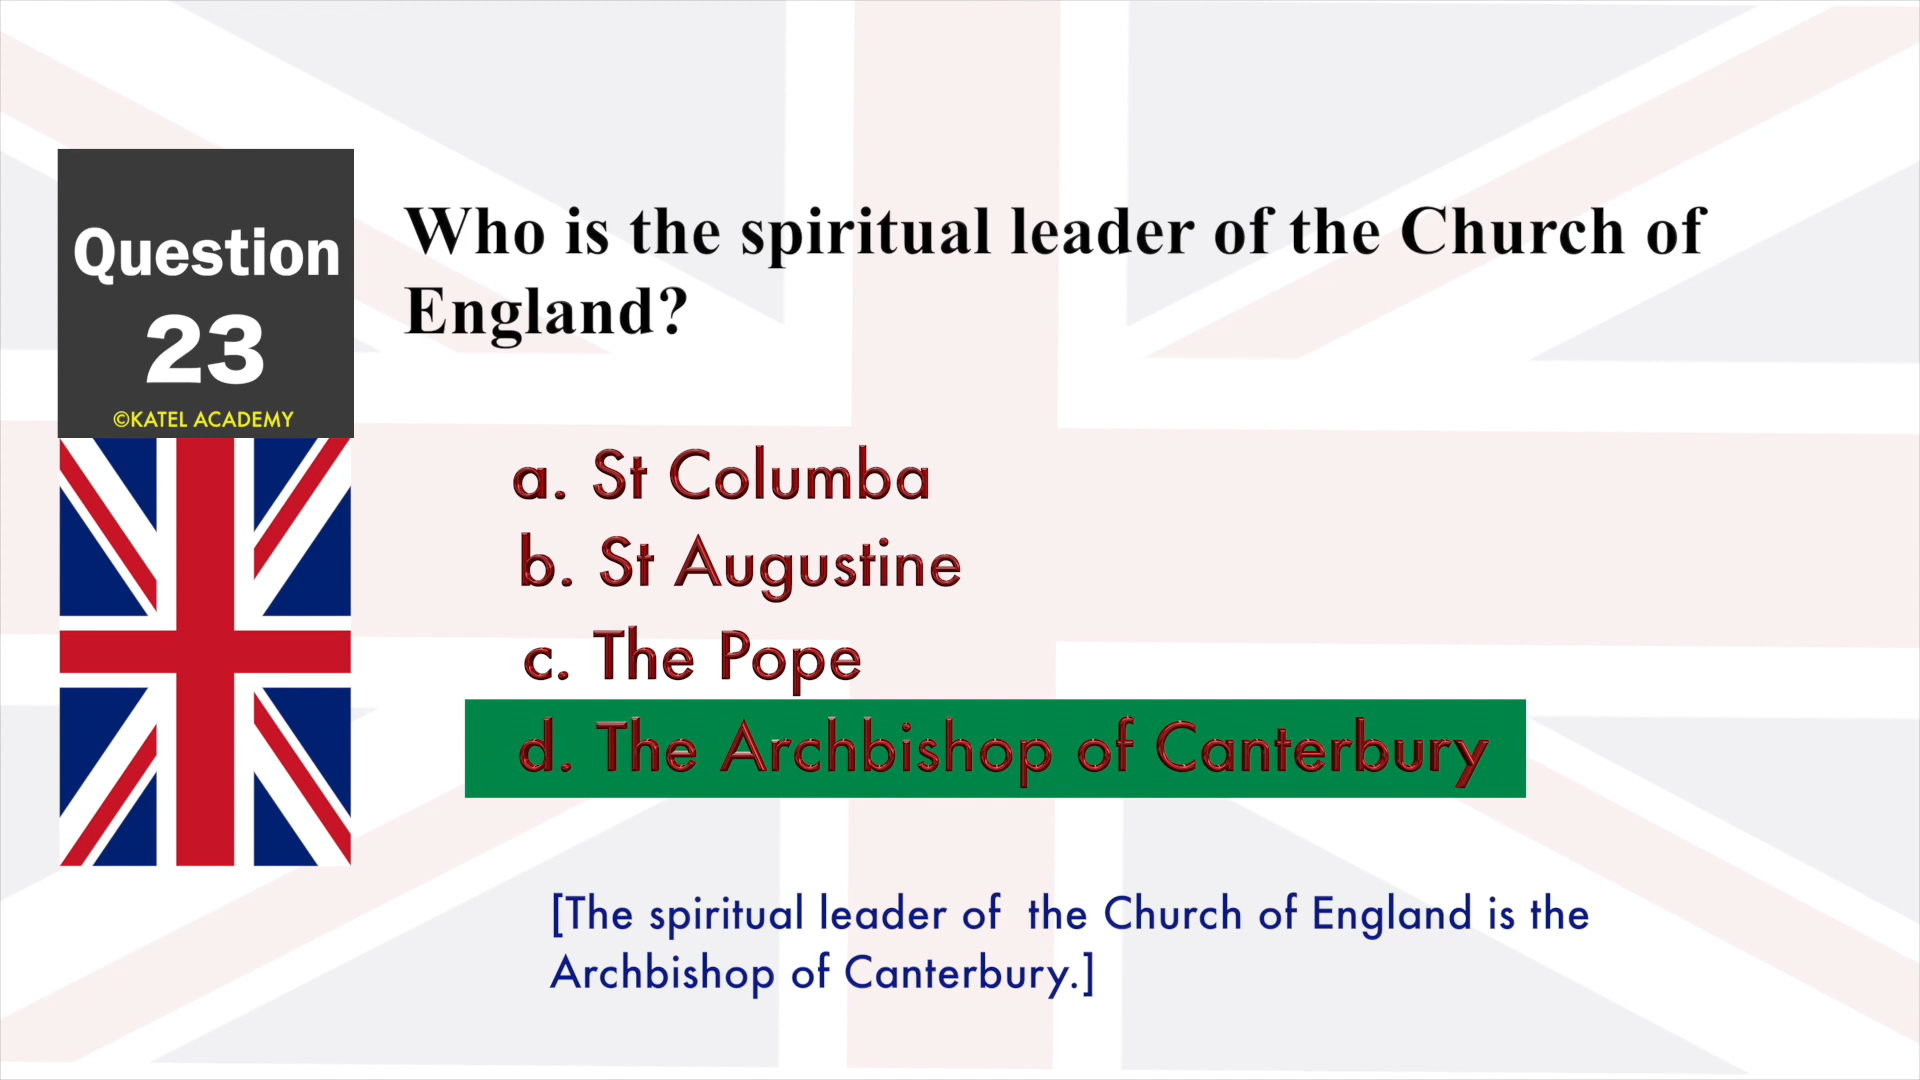 Question
23
©KATEL ACADEMY
Who is the spiritual leader of the Church of
England?
a. St Columba
b. St Augustine
c. The Pope
d. The Archbishop of Canterbury
[The spiritual leader of the Church of England is the
Archbishop of Canterbury.]